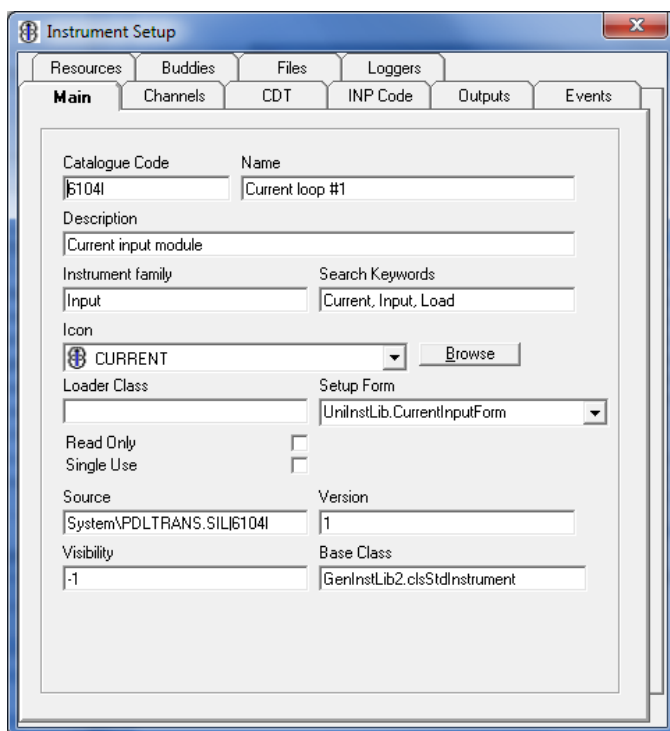 Instrument Setup
Resources Buddies Files Loggers
Main Channels CDT INP Code Outputs Events
Catalogue Code Name
6104I Current loop #1
Description
Current input module
Instrument family Search Keywords
Input Current, Input, Load
Icon
CURRENT Browse
Loader Class Setup Form
UniInstLib.CurrentInputForm
Read Only
Single Use
Source Version
System\PDLTRANS.SIL|6104I 1
Visibility Base Class
-1 GenInstLib2.clsStdInstrument